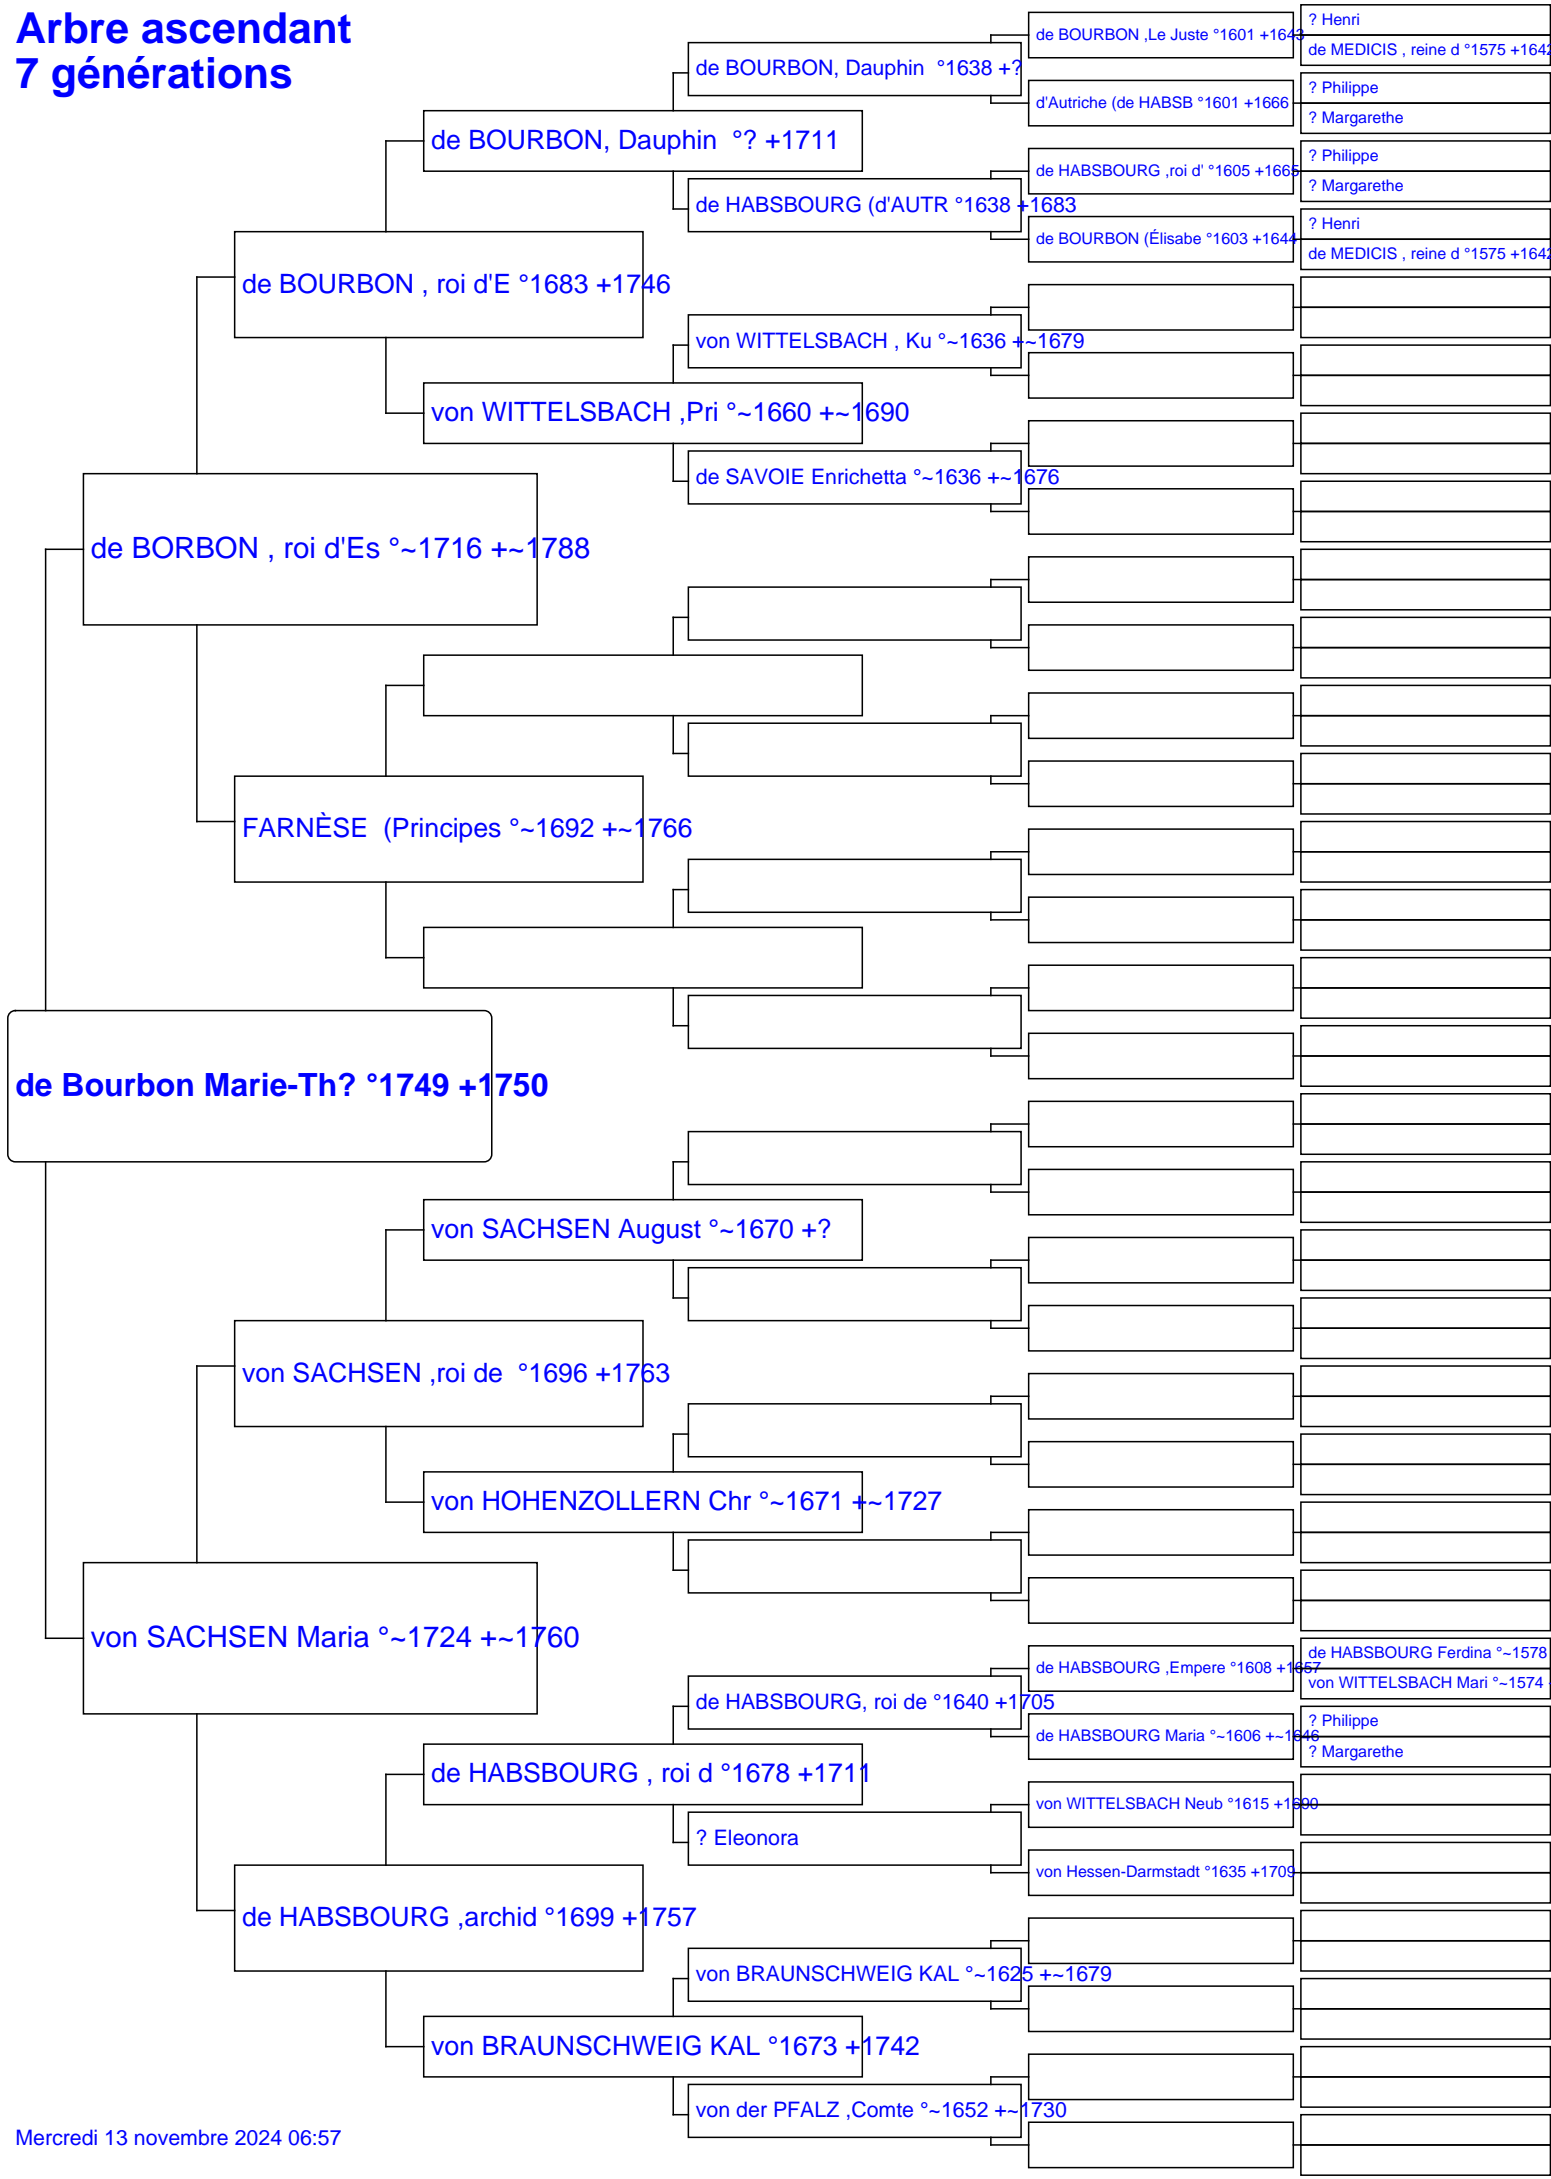 Arbre ascendant
7 générations
de BOURBON ,Le Juste °1601 +1643
? Henri
de MEDICIS , reine d °1575 +1642
de BOURBON, Dauphin  °1638 +?
d'Autriche (de HABSB °1601 +1666
? Philippe
? Margarethe
de BOURBON, Dauphin  °? +1711
de HABSBOURG ,roi d' °1605 +1665
? Philippe
? Margarethe
de HABSBOURG (d'AUTR °1638 +1683
de BOURBON (Élisabe °1603 +1644
? Henri
de MEDICIS , reine d °1575 +1642
de BOURBON , roi d'E °1683 +1746
von WITTELSBACH , Ku °~1636 +~1679
von WITTELSBACH ,Pri °~1660 +~1690
de SAVOIE Enrichetta °~1636 +~1676
de BORBON , roi d'Es °~1716 +~1788
FARNÈSE  (Principes °~1692 +~1766
de Bourbon Marie-Th? °1749 +1750
von SACHSEN August °~1670 +?
von SACHSEN ,roi de  °1696 +1763
von HOHENZOLLERN Chr °~1671 +~1727
von SACHSEN Maria °~1724 +~1760
de HABSBOURG ,Empere °1608 +1657
de HABSBOURG Ferdina °~1578
von WITTELSBACH Mari °~1574
de HABSBOURG, roi de °1640 +1705
de HABSBOURG Maria °~1606 +~1646
? Philippe
? Margarethe
de HABSBOURG , roi d °1678 +1711
von WITTELSBACH Neub °1615 +1690
? Eleonora
von Hessen-Darmstadt °1635 +1709
de HABSBOURG ,archid °1699 +1757
von BRAUNSCHWEIG KAL °~1625 +~1679
von BRAUNSCHWEIG KAL °1673 +1742
von der PFALZ ,Comte °~1652 +~1730
Mercredi 13 novembre 2024 06:57